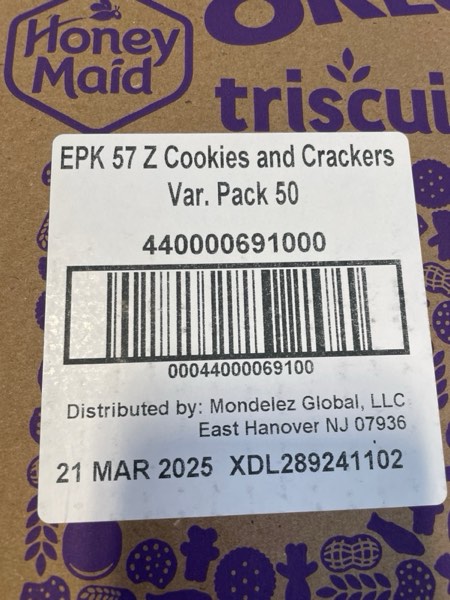 Honey
Maid
triscui
EPK 57 Z Cookies and Crackers
Var. Pack 50
440000691000
00044000069100
Distributed by: Mondelez Global, LLC
East Hanover NJ 07936
21 MAR 2025 XDL289241102